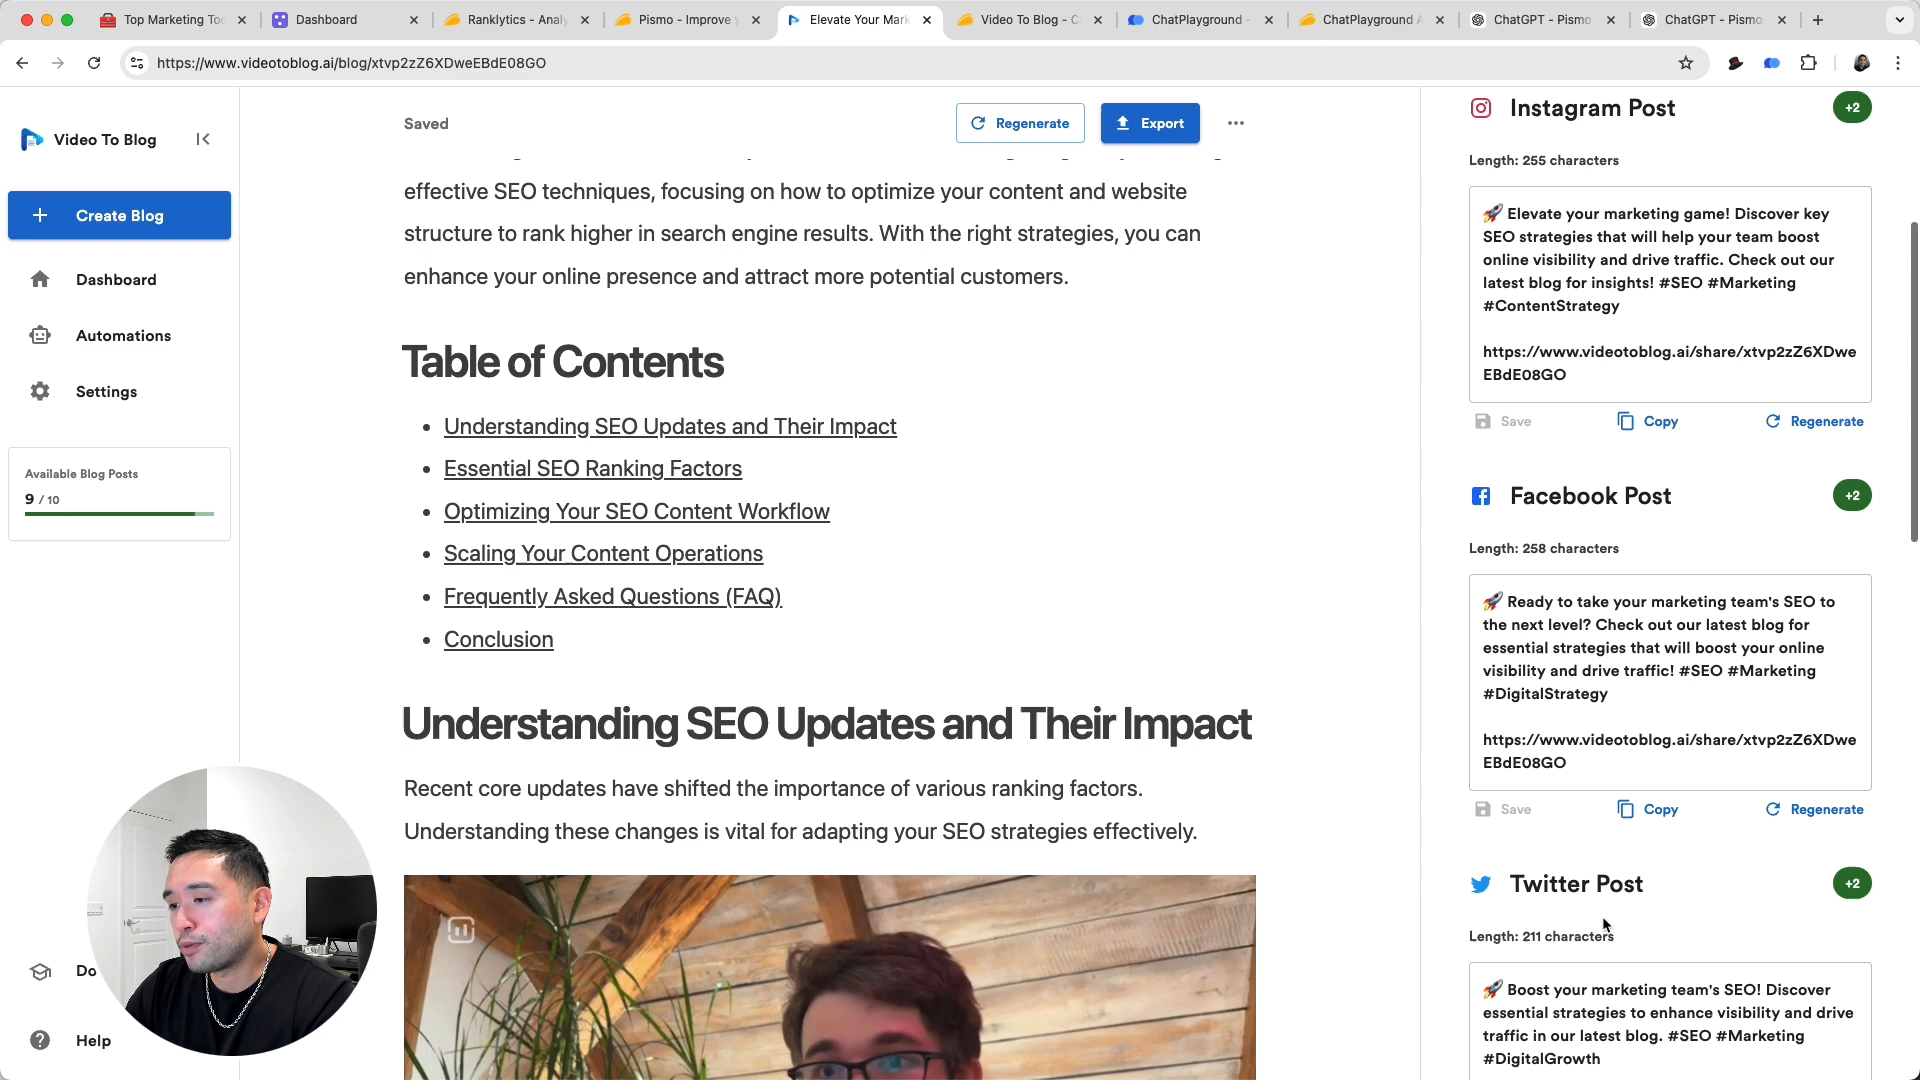 Top Marketing Too
Dashboard
Ranklytics - Analy
Pismo - Improve y
Elevate Your Mark
Video To Blog - C
ChatPlayground -
ChatPlayground A
ChatGPT - Pismo
ChatGPT - Pismo
https://www.videotoblog.ai/blog/xtvp2zZ6XDweEBdE08GO
Video To Blog
Create Blog
Dashboard
Automations
Settings
Available Blog Posts
9 / 10
Do
Help
Saved
Regenerate
Export
effective SEO techniques, focusing on how to optimize your content and website
structure to rank higher in search engine results. With the right strategies, you can
enhance your online presence and attract more potential customers.
Table of Contents
• Understanding SEO Updates and Their Impact
• Essential SEO Ranking Factors
• Optimizing Your SEO Content Workflow
• Scaling Your Content Operations
• Frequently Asked Questions (FAQ)
• Conclusion
Understanding SEO Updates and Their Impact
Recent core updates have shifted the importance of various ranking factors.
Understanding these changes is vital for adapting your SEO strategies effectively.
Instagram Post
+2
Length: 255 characters
🚀 Elevate your marketing game! Discover key
SEO strategies that will help your team boost
online visibility and drive traffic. Check out our
latest blog for insights! #SEO #Marketing
#ContentStrategy
https://www.videotoblog.ai/share/xtvp2zZ6XDwe
EBdE08GO
Save
Copy
Regenerate
Facebook Post
+2
Length: 258 characters
🚀 Ready to take your marketing team's SEO to
the next level? Check out our latest blog for
essential strategies that will boost your online
visibility and drive traffic! #SEO #Marketing
#DigitalStrategy
https://www.videotoblog.ai/share/xtvp2zZ6XDwe
EBdE08GO
Save
Copy
Regenerate
Twitter Post
+2
Length: 211 characters
🚀 Boost your marketing team's SEO! Discover
essential strategies to enhance visibility and drive
traffic in our latest blog. #SEO #Marketing
#DigitalGrowth